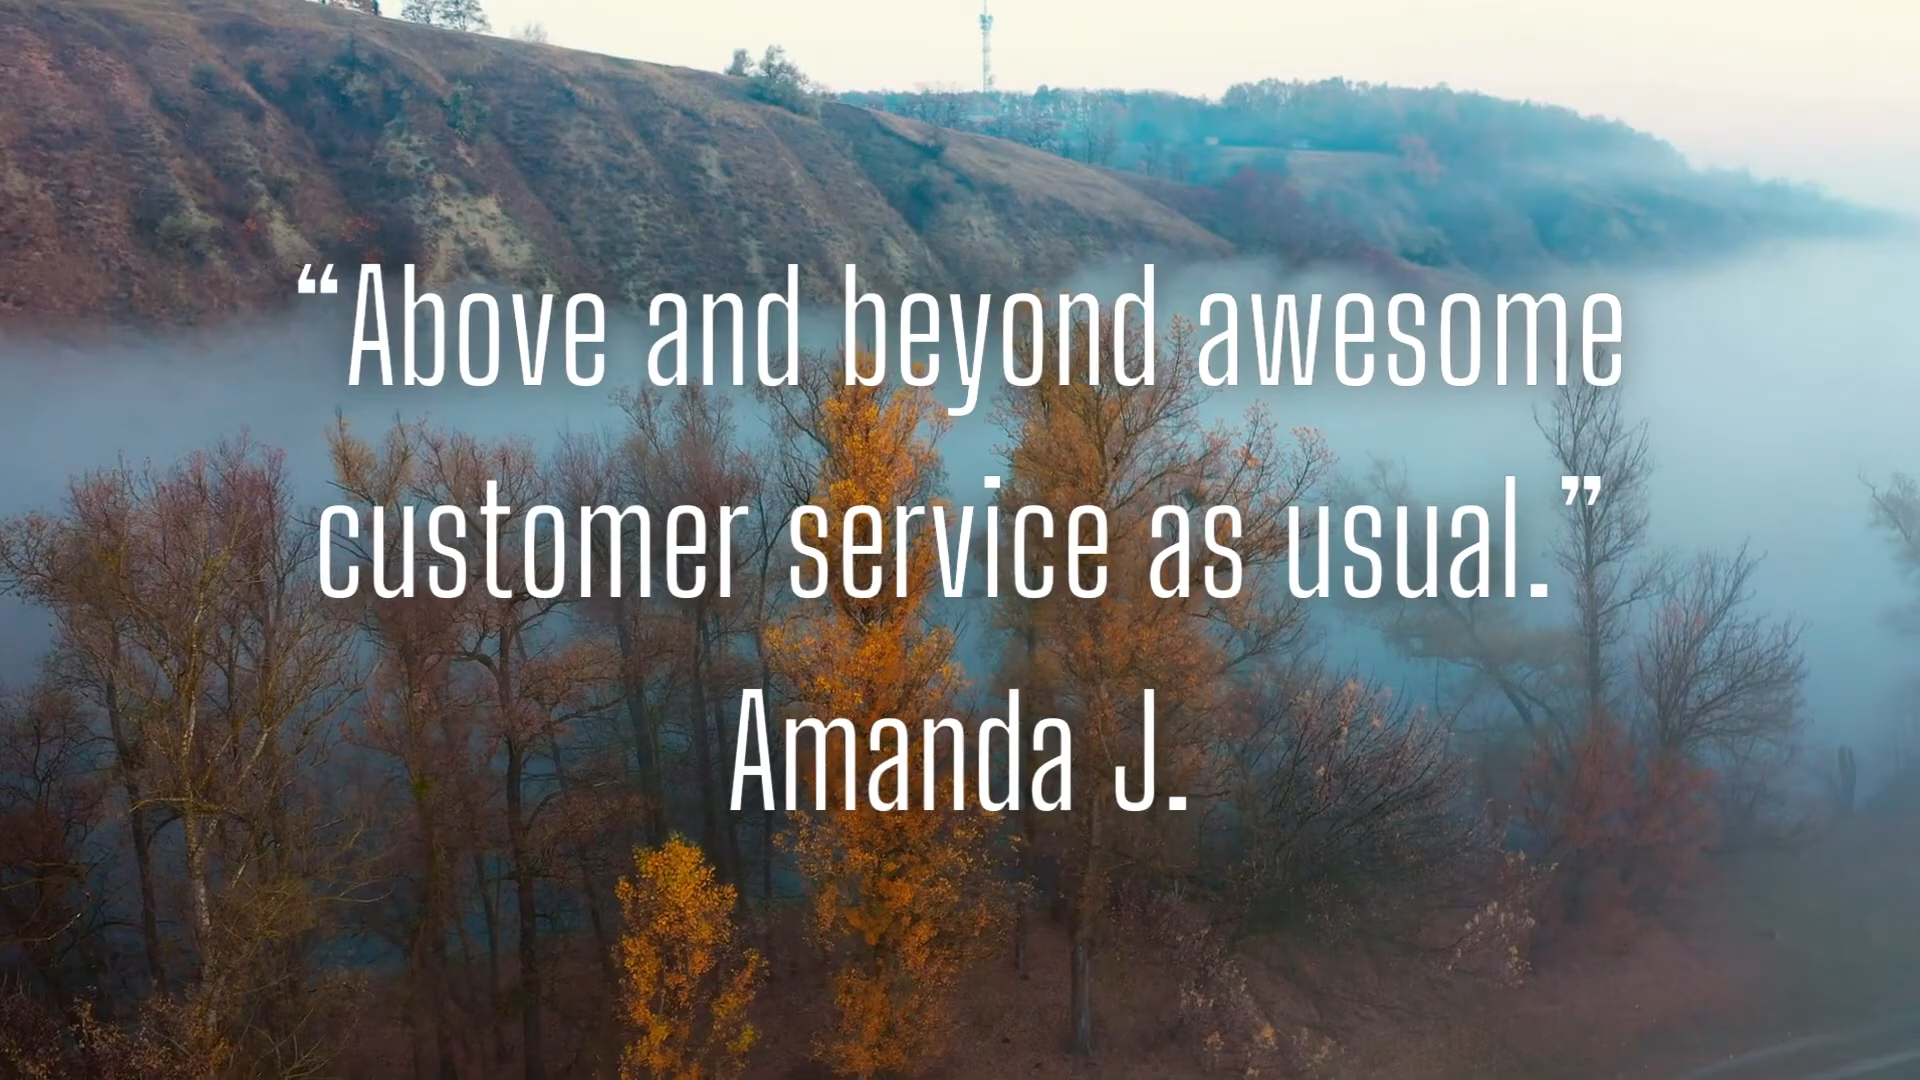 “Above and beyond awesome
customer service as usual.”
Amanda J.